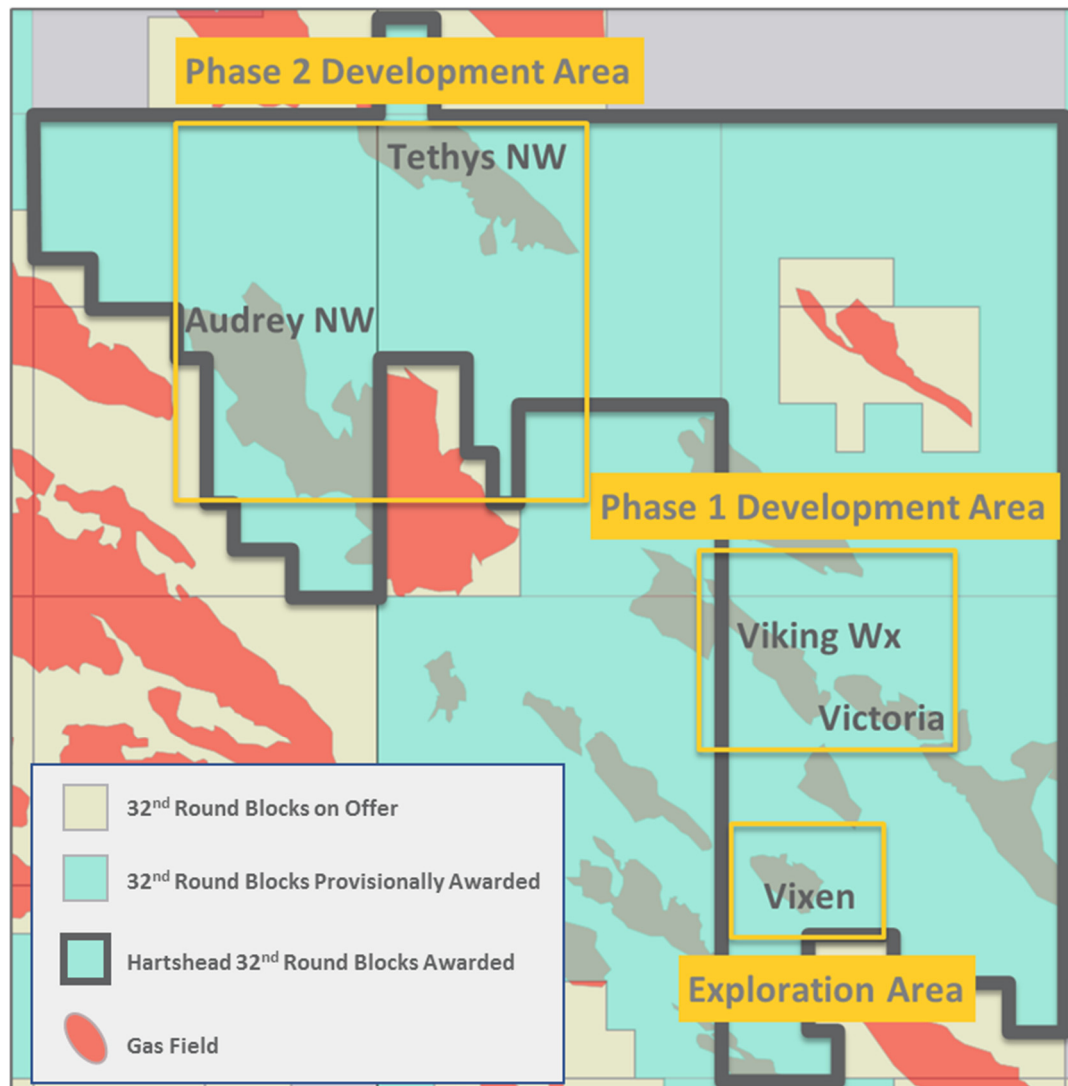 Phase 2 Development Area
Tethys NW
Audrey NW
Phase 1 Development Area
Viking Wx
Victoria
Vixen
Exploration Area
32nd Round Blocks on Offer
32nd Round Blocks Provisionally Awarded
Hartshead 32nd Round Blocks Awarded
Gas Field